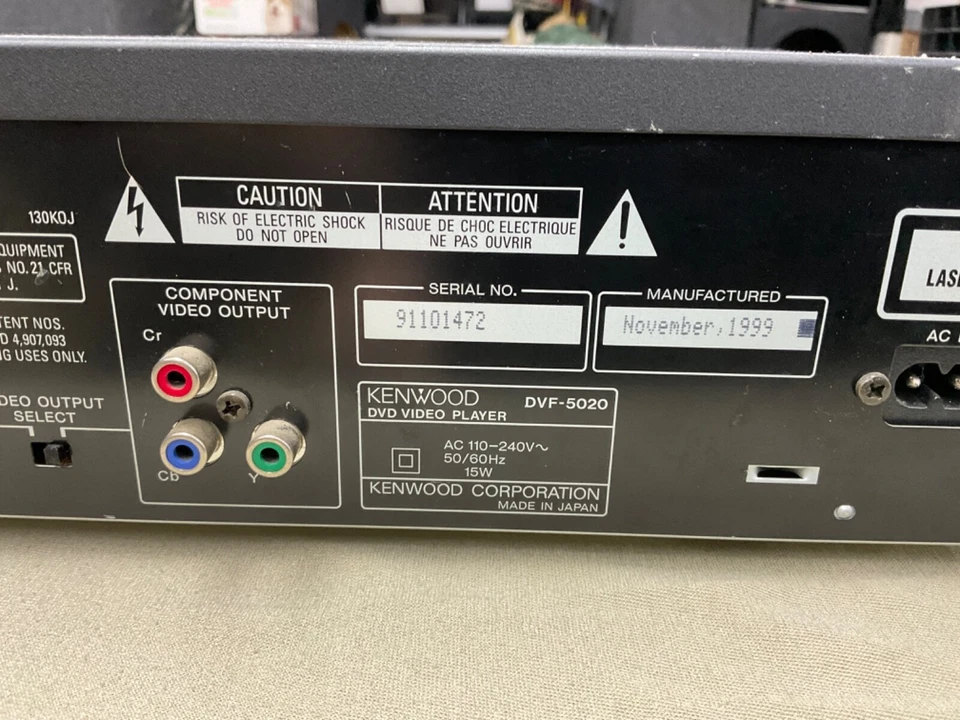 130KOJ
QUIPMENT
NO. 21 CFR
J.
TENT NOS.
D 4,907,093
NG USES ONLY.
DEO OUTPUT
SELECT
CAUTION
RISK OF ELECTRIC SHOCK
DO NOT OPEN
ATTENTION
RISQUE DE CHOC ELECTRIQUE
NE PAS OUVRIR
COMPONENT
VIDEO OUTPUT
Cr
Cb
Y
SERIAL NO.
91101472
MANUFACTURED
November,1999
KENWOOD
DVD VIDEO PLAYER
DVF-5020
AC 110–240V~
50/60Hz
15W
KENWOOD CORPORATION
MADE IN JAPAN
LAS
AC